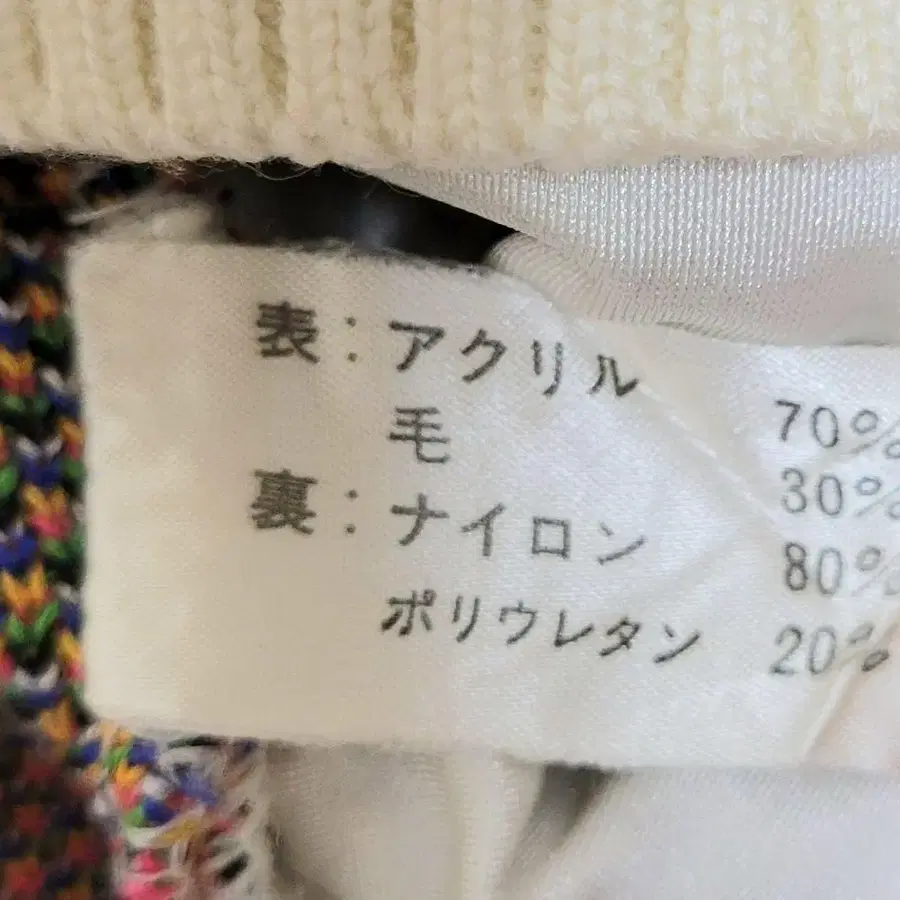 表：アクリル 70%
毛 30%
裏：ナイロン 80%
ポリウレタン 20%